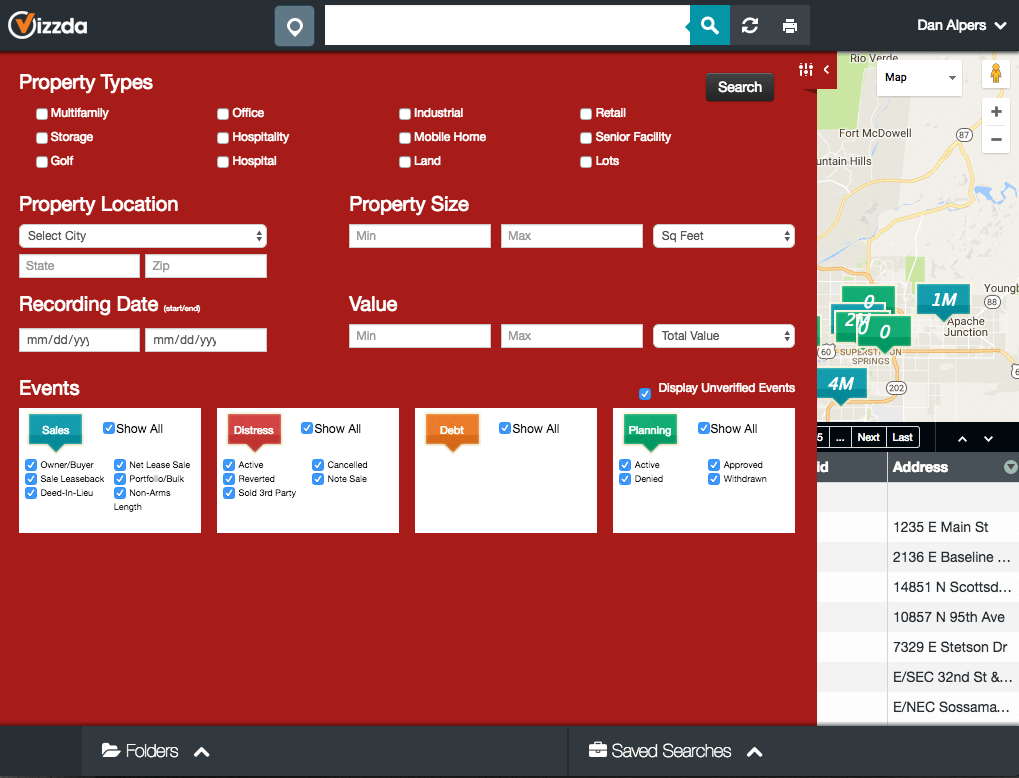 Vizzda
Dan Alpers
Property Types
Search
Multifamily
Office
Industrial
Retail
Storage
Hospitality
Mobile Home
Senior Facility
Golf
Hospital
Land
Lots
Property Location
Property Size
Select City
Min
Max
Sq Feet
State
Zip
Recording Date (start/end)
Value
mm/dd/yyy
mm/dd/yyy
Min
Max
Total Value
Events
Display Unverified Events
Sales
Show All
Owner/Buyer
Net Lease Sale
Sale Leaseback
Portfolio/Bulk
Deed-In-Lieu
Non-Arms
Length
Distress
Show All
Active
Cancelled
Reverted
Note Sale
Sold 3rd Party
Debt
Show All
Planning
Show All
Active
Approved
Denied
Withdrawn
Rio Verde
Map
Fort McDowell
87
untain Hills
+
−
Youngb
88
0
1M
2M
0
0
Apache
Junction
60
SUPERSTITION
SPRINGS
4M
202
5
...
Next
Last
id
Address
1235 E Main St
2136 E Baseline ...
14851 N Scottsd...
10857 N 95th Ave
7329 E Stetson Dr
E/SEC 32nd St &...
E/NEC Sossama...
Folders
Saved Searches